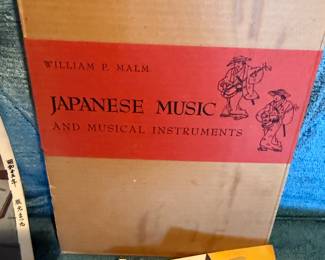 WILLIAM P. MALM
JAPANESE MUSIC
AND MUSICAL INSTRUMENTS